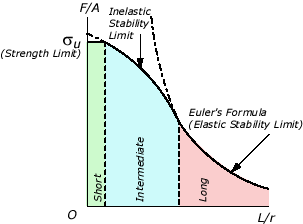 F/A
Inelastic
Stability
Limit
σu
(Strength Limit)
Euler's Formula
(Elastic Stability Limit)
Short
Intermediate
Long
O
L/r